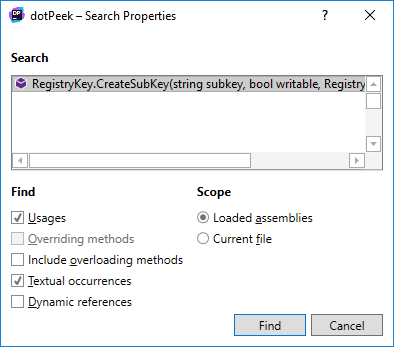 DP
dotPeek – Search Properties
?
Search
RegistryKey.CreateSubKey(string subkey, bool writable, Registry
Find
Scope
Usages
Loaded assemblies
Overriding methods
Current file
Include overloading methods
Textual occurrences
Dynamic references
Find
Cancel